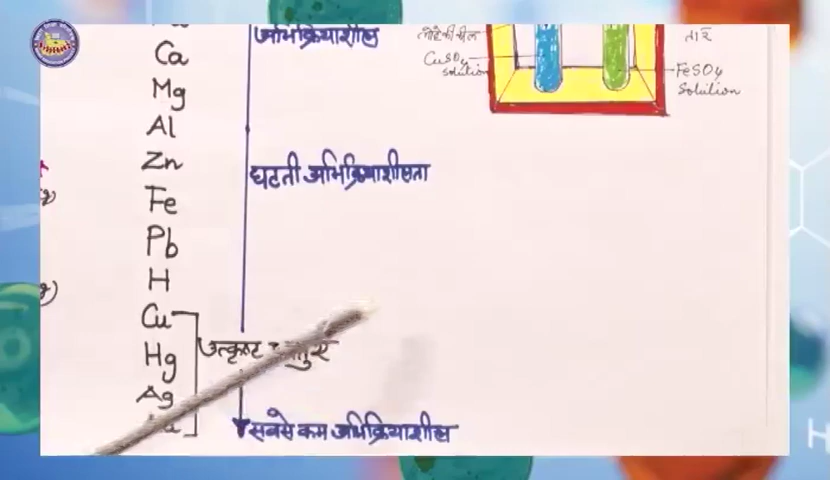 अभिक्रियाशील
Ca
Mg
Al
Zn
घटती अभिक्रियाशीलता
Fe
Pb
H
Cu
उत्कृष्ट
Hg
Ag
सबसे कम अभिक्रियाशील
तार
CuSO4
solution
FeSO4
Solution
H